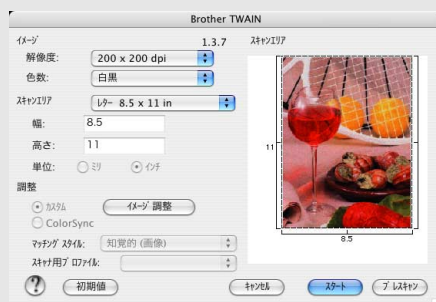 Brother TWAIN
イメージ 1.3.7
解像度: 200 x 200 dpi
色数: 白黒
スキャンエリア レター 8.5 x 11 in
幅: 8.5
高さ: 11
単位: ミリ インチ
調整
カスタム イメージ 調整
ColorSync
マッチング スタイル: 知覚的 (画像)
スキャナ用プロファイル:
? 初期値
スキャンエリア
11
8.5
キャンセル スタート プレスキャン